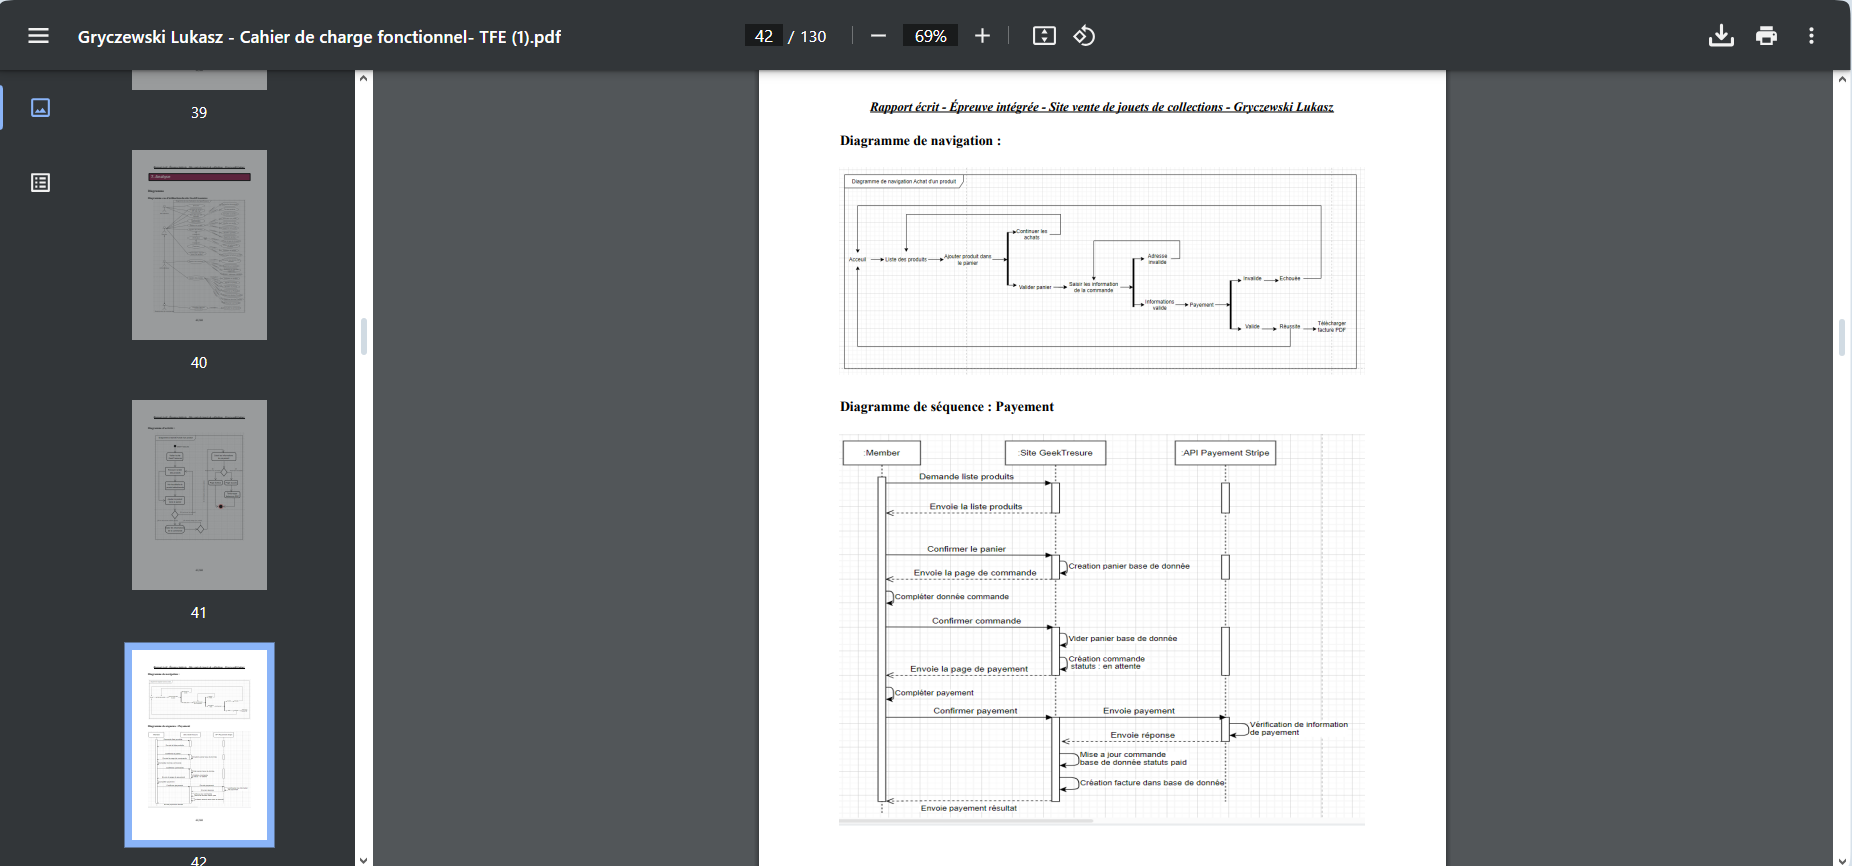 Gryczewski Lukasz - Cahier de charge fonctionnel- TFE (1).pdf
42 / 130
69%
39
40
41
42
Rapport écrit - Épreuve intégrée - Site vente de jouets de collections - Gryczewski Lukasz
Diagramme de navigation :
Diagramme de navigation Achat d'un produit
Continuer les
achats
Acceuil
Liste des produits
Ajouter produit dans
le panier
Adresse
invalide
Valider panier
Saisir les information
de la commande
Invalide
Echouée
Informations
valide
Payement
Valide
Réussite
Télécharger
facture PDF
Diagramme de séquence : Payement
:Member
:Site GeekTresure
:API Payement Stripe
Demande liste produits
Envoie la liste produits
Confirmer le panier
Creation panier base de donnée
Envoie la page de commande
Complèter donnée commande
Confirmer commande
Vider panier base de donnée
Création commande
statuts : en attente
Envoie la page de payement
Complèter payement
Confirmer payement
Envoie payement
Vérification de information
de payement
Envoie réponse
Mise a jour commande
base de donnée statuts paid
Création facture dans base de donnée
Envoie payement résultat